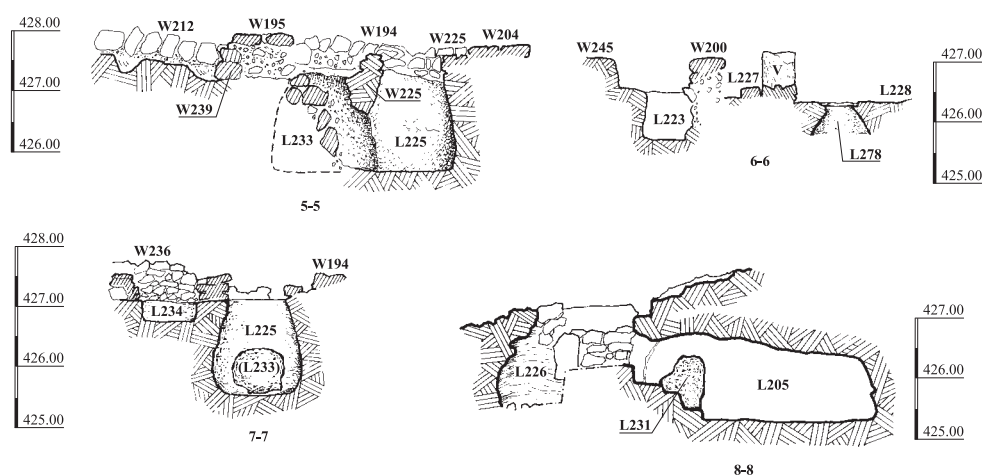 428.00
427.00
426.00
W212
W195
W194
W225
W204
W239
W225
L233
L225
5-5
W245
W200
L227
V
L228
L223
L278
6-6
427.00
426.00
425.00
428.00
427.00
426.00
425.00
W236
W194
L234
L225
(L233)
7-7
L226
L205
L231
8-8
427.00
426.00
425.00